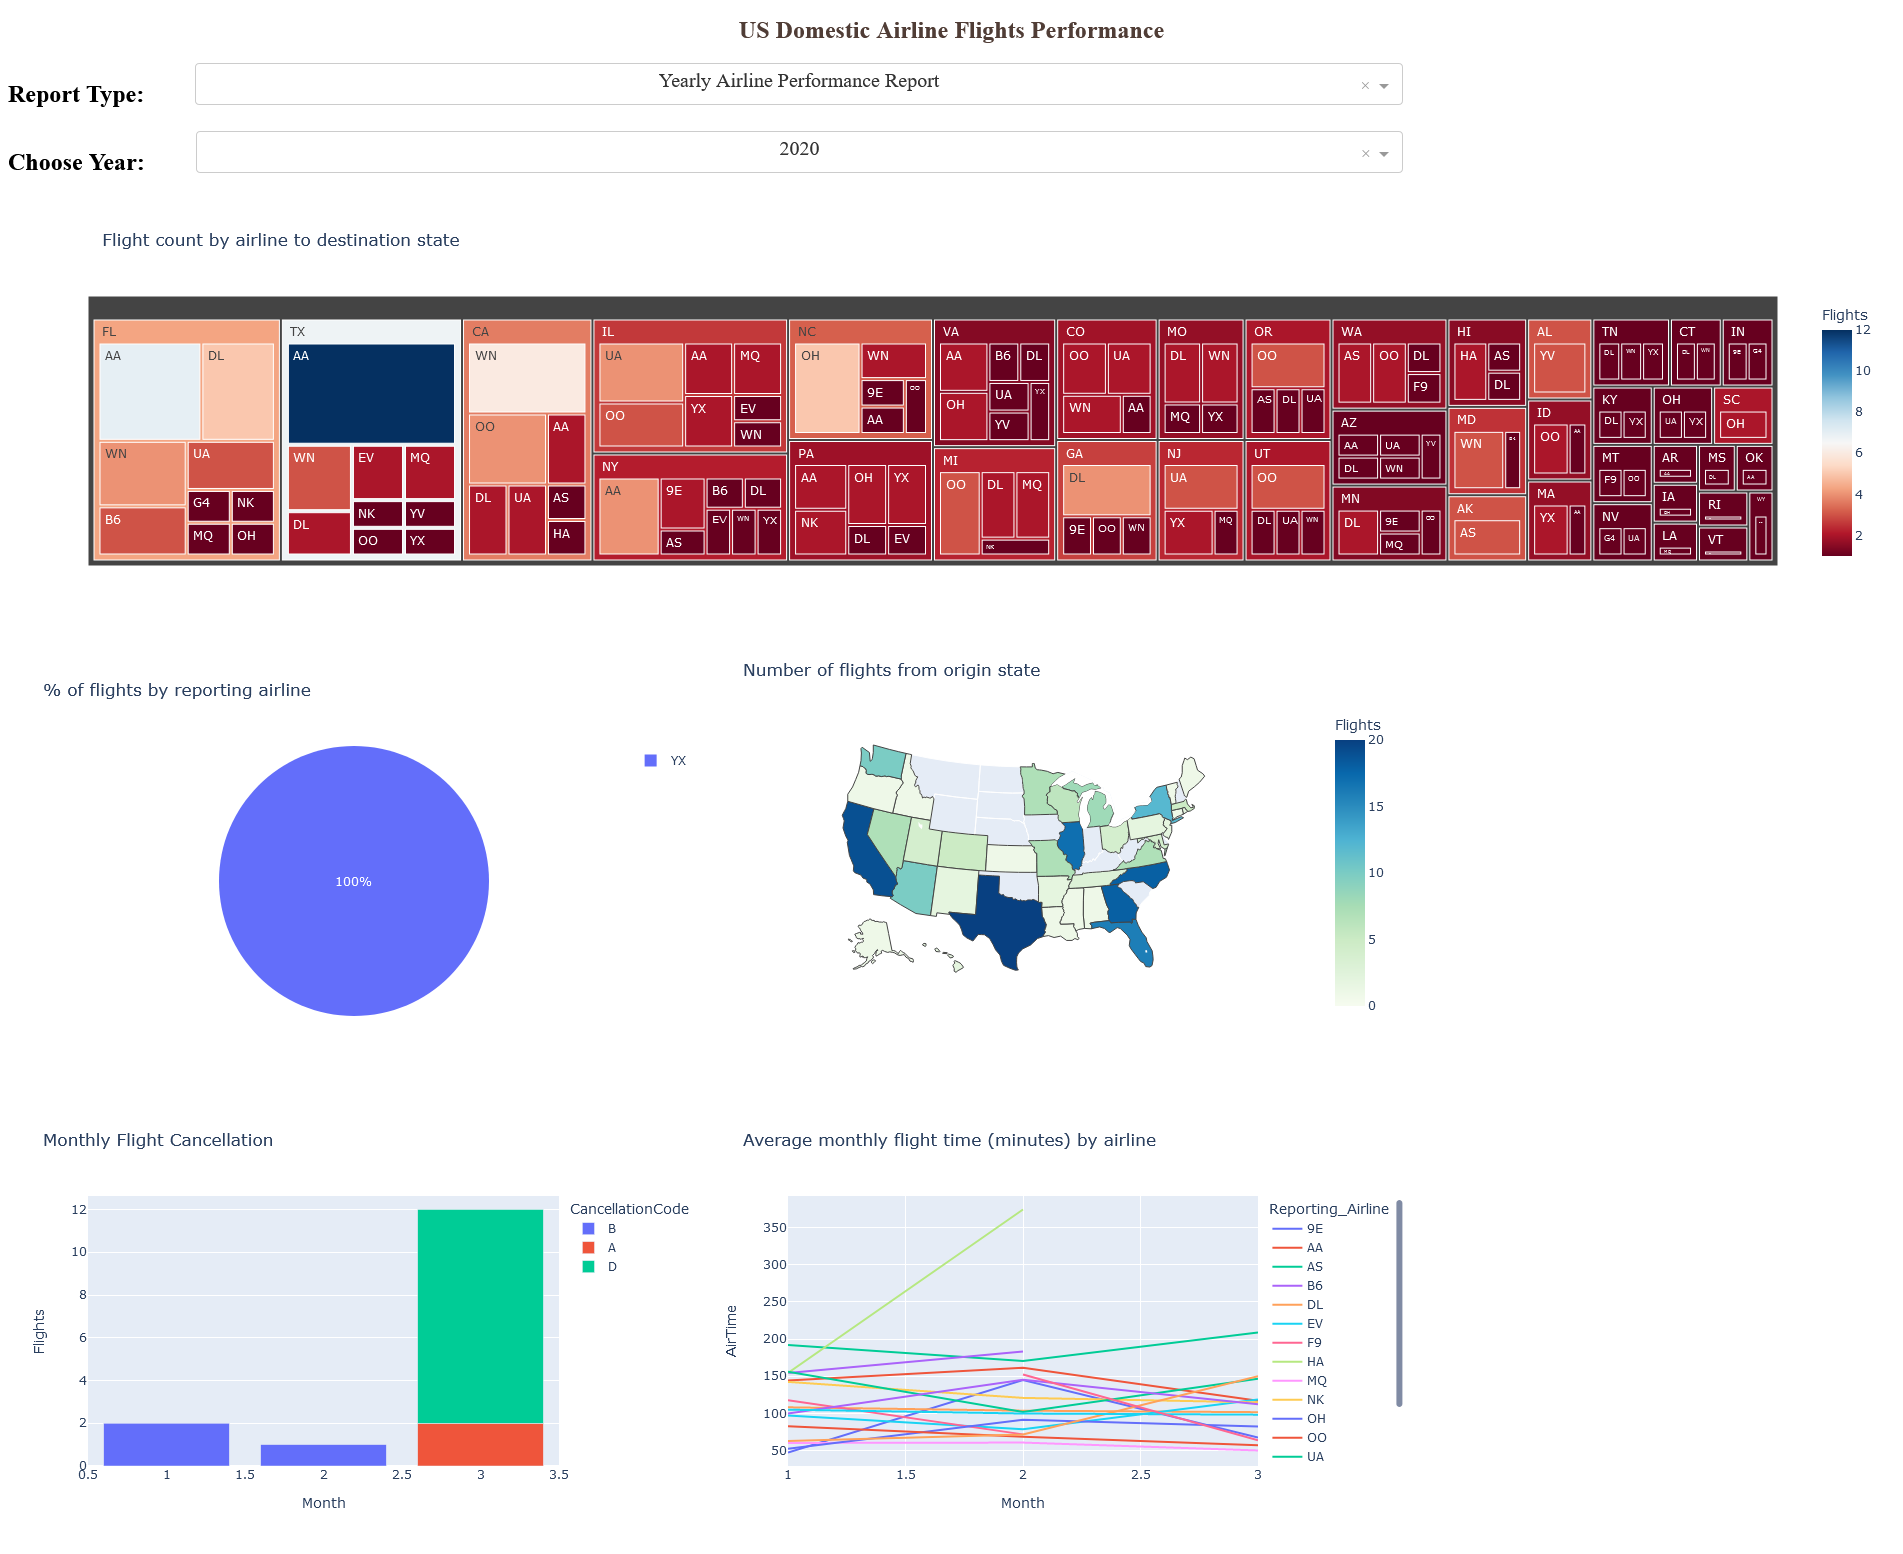 US Domestic Airline Flights Performance
Report Type:
Yearly Airline Performance Report
×
Choose Year:
2020
×
Flight count by airline to destination state
FL
AA
DL
WN
UA
B6
G4
NK
MQ
OH
TX
AA
WN
EV
MQ
DL
NK
YV
OO
YX
CA
WN
OO
AA
DL
UA
AS
HA
IL
UA
AA
MQ
OO
YX
EV
WN
NY
AA
9E
B6
DL
AS
EV
WN
YX
NC
OH
WN
9E
OO
AA
PA
AA
OH
YX
NK
DL
EV
VA
AA
B6
DL
OH
UA
YX
YV
MI
OO
DL
MQ
NK
CO
OO
UA
WN
AA
GA
DL
9E
OO
WN
MO
DL
WN
MQ
YX
NJ
UA
YX
MQ
OR
OO
AS
DL
UA
UT
OO
DL
UA
WN
WA
AS
OO
DL
F9
AZ
AA
UA
YV
DL
WN
MN
DL
9E
OO
MQ
HI
HA
AS
DL
MD
WN
AK
AS
AL
YV
ID
OO
AA
MA
YX
AA
TN
DL
WN
YX
CT
DL
WN
IN
9E
G4
KY
DL
YX
OH
UA
YX
SC
OH
MT
F9
OO
AR
AA
MS
DL
OK
AA
NV
G4
UA
IA
RI
WY
LA
VT
Flights
12
10
8
6
4
2
% of flights by reporting airline
100%
YX
Number of flights from origin state
Flights
20
15
10
5
0
Monthly Flight Cancellation
Flights
12
10
8
6
4
2
0
0.5
1
1.5
2
2.5
3
3.5
Month
CancellationCode
B
A
D
Average monthly flight time (minutes) by airline
AirTime
350
300
250
200
150
100
50
1
1.5
2
2.5
3
Month
Reporting_Airline
9E
AA
AS
B6
DL
EV
F9
HA
MQ
NK
OH
OO
UA